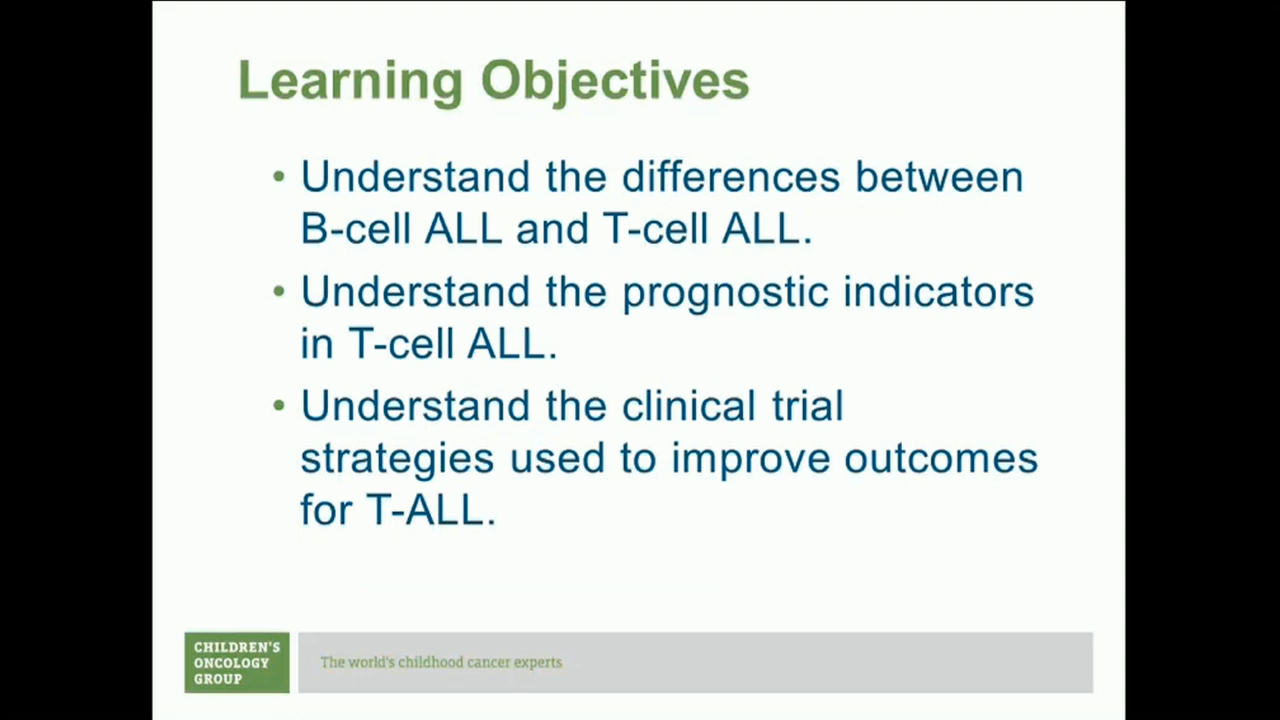 Learning Objectives
• Understand the differences between
B-cell ALL and T-cell ALL.
• Understand the prognostic indicators
in T-cell ALL.
• Understand the clinical trial
strategies used to improve outcomes
for T-ALL.
CHILDREN'S
ONCOLOGY
GROUP
The world's childhood cancer experts